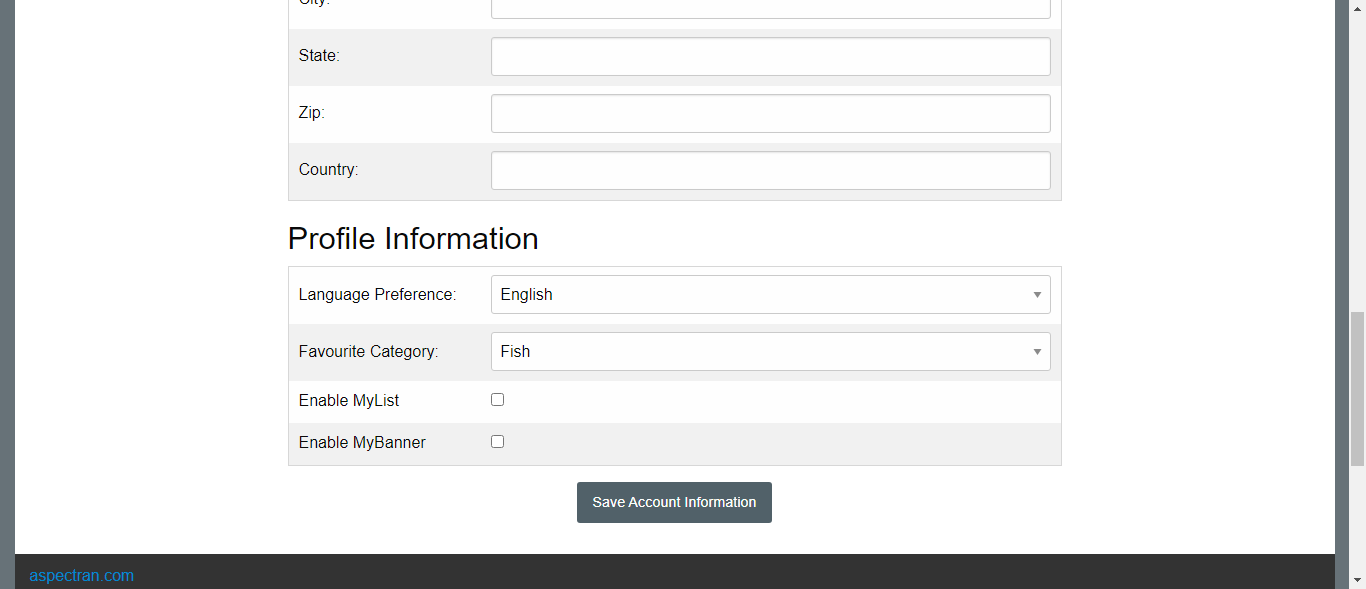 City:
State:
Zip:
Country:
Profile Information
Language Preference: English
Favourite Category: Fish
Enable MyList
Enable MyBanner
Save Account Information
aspectran.com